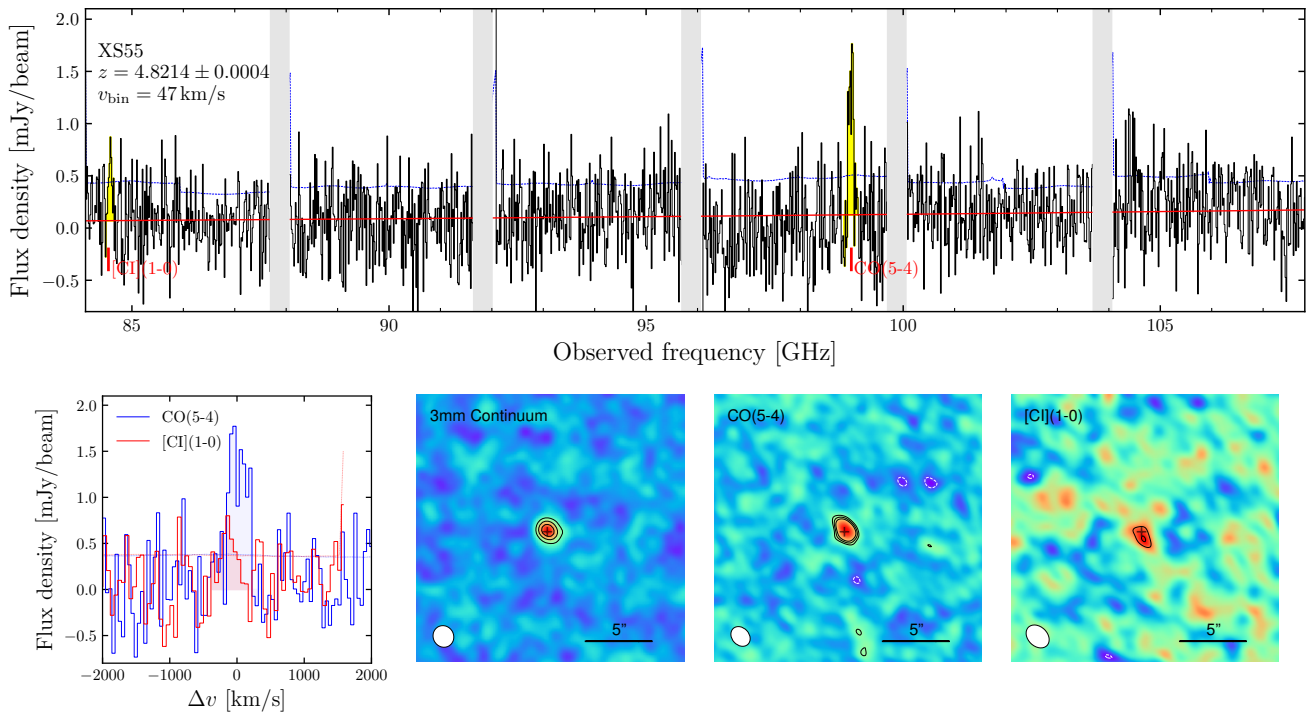 2.0
1.5
1.0
0.5
0.0
−0.5
Flux density [mJy/beam]
XS55
z = 4.8214 ± 0.0004
v_bin = 47 km/s
[CI](1-0)
CO(5-4)
85
90
95
100
105
Observed frequency [GHz]
2.0
1.5
1.0
0.5
0.0
−0.5
Flux density [mJy/beam]
CO(5-4)
[CI](1-0)
−2000
−1000
0
1000
2000
Δv [km/s]
3mm Continuum
5"
CO(5-4)
5"
[CI](1-0)
5"